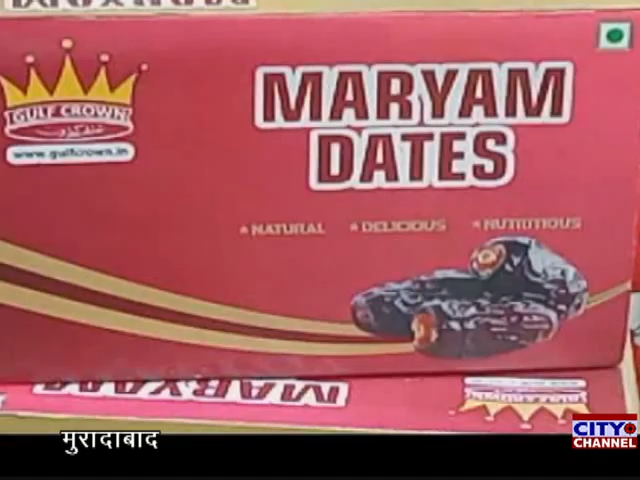 GULF CROWN
www.gulfcrown.in
MARYAM
DATES
* NATURAL * DELICIOUS * NUTRITIOUS
MARYAM
मुरादाबाद
CITY
CHANNEL